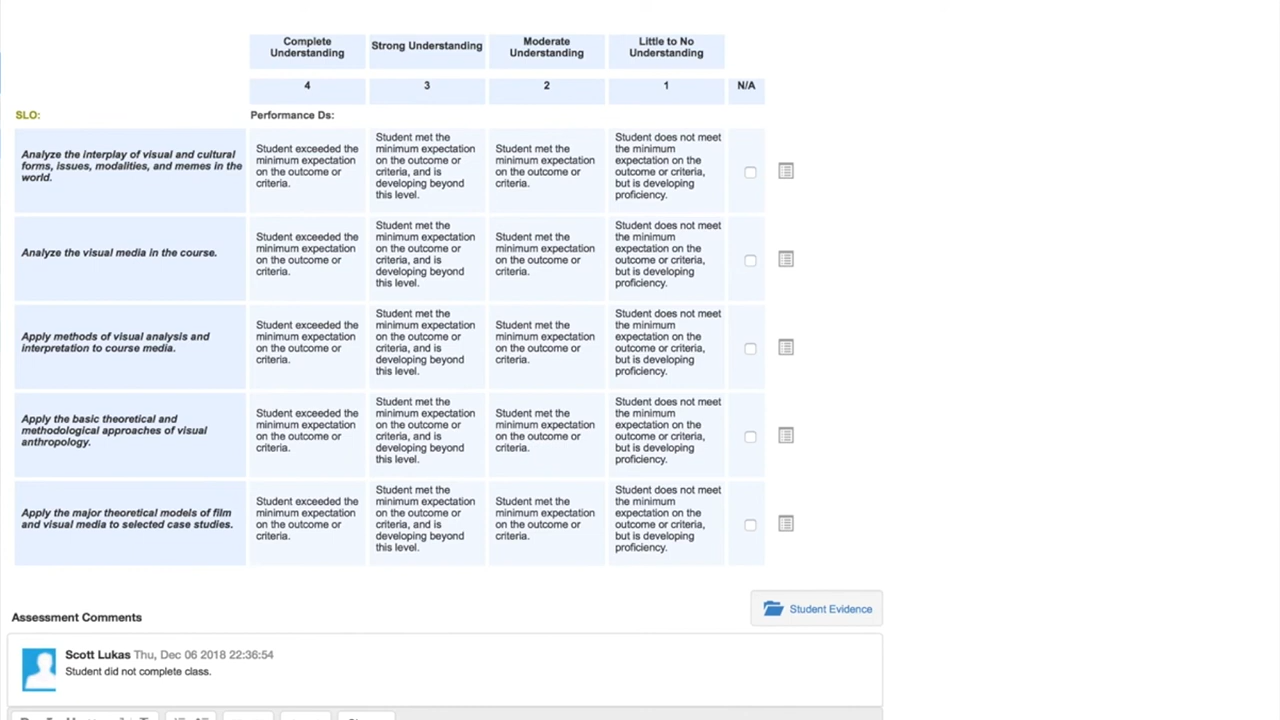 Complete
Understanding
Strong Understanding
Moderate
Understanding
Little to No
Understanding
4
3
2
1
N/A
SLO:
Performance Ds:
Analyze the interplay of visual and cultural
forms, issues, modalities, and memes in the
world.
Student exceeded the
minimum expectation
on the outcome or
criteria.
Student met the
minimum expectation
on the outcome or
criteria, and is
developing beyond
this level.
Student met the
minimum expectation
on the outcome or
criteria.
Student does not meet
the minimum
expectation on the
outcome or criteria,
but is developing
proficiency.
Analyze the visual media in the course.
Student exceeded the
minimum expectation
on the outcome or
criteria.
Student met the
minimum expectation
on the outcome or
criteria, and is
developing beyond
this level.
Student met the
minimum expectation
on the outcome or
criteria.
Student does not meet
the minimum
expectation on the
outcome or criteria,
but is developing
proficiency.
Apply methods of visual analysis and
interpretation to course media.
Student exceeded the
minimum expectation
on the outcome or
criteria.
Student met the
minimum expectation
on the outcome or
criteria, and is
developing beyond
this level.
Student met the
minimum expectation
on the outcome or
criteria.
Student does not meet
the minimum
expectation on the
outcome or criteria,
but is developing
proficiency.
Apply the basic theoretical and
methodological approaches of visual
anthropology.
Student exceeded the
minimum expectation
on the outcome or
criteria.
Student met the
minimum expectation
on the outcome or
criteria, and is
developing beyond
this level.
Student met the
minimum expectation
on the outcome or
criteria.
Student does not meet
the minimum
expectation on the
outcome or criteria,
but is developing
proficiency.
Apply the major theoretical models of film
and visual media to selected case studies.
Student exceeded the
minimum expectation
on the outcome or
criteria.
Student met the
minimum expectation
on the outcome or
criteria, and is
developing beyond
this level.
Student met the
minimum expectation
on the outcome or
criteria.
Student does not meet
the minimum
expectation on the
outcome or criteria,
but is developing
proficiency.
Student Evidence
Assessment Comments
Scott Lukas Thu, Dec 06 2018 22:36:54
Student did not complete class.